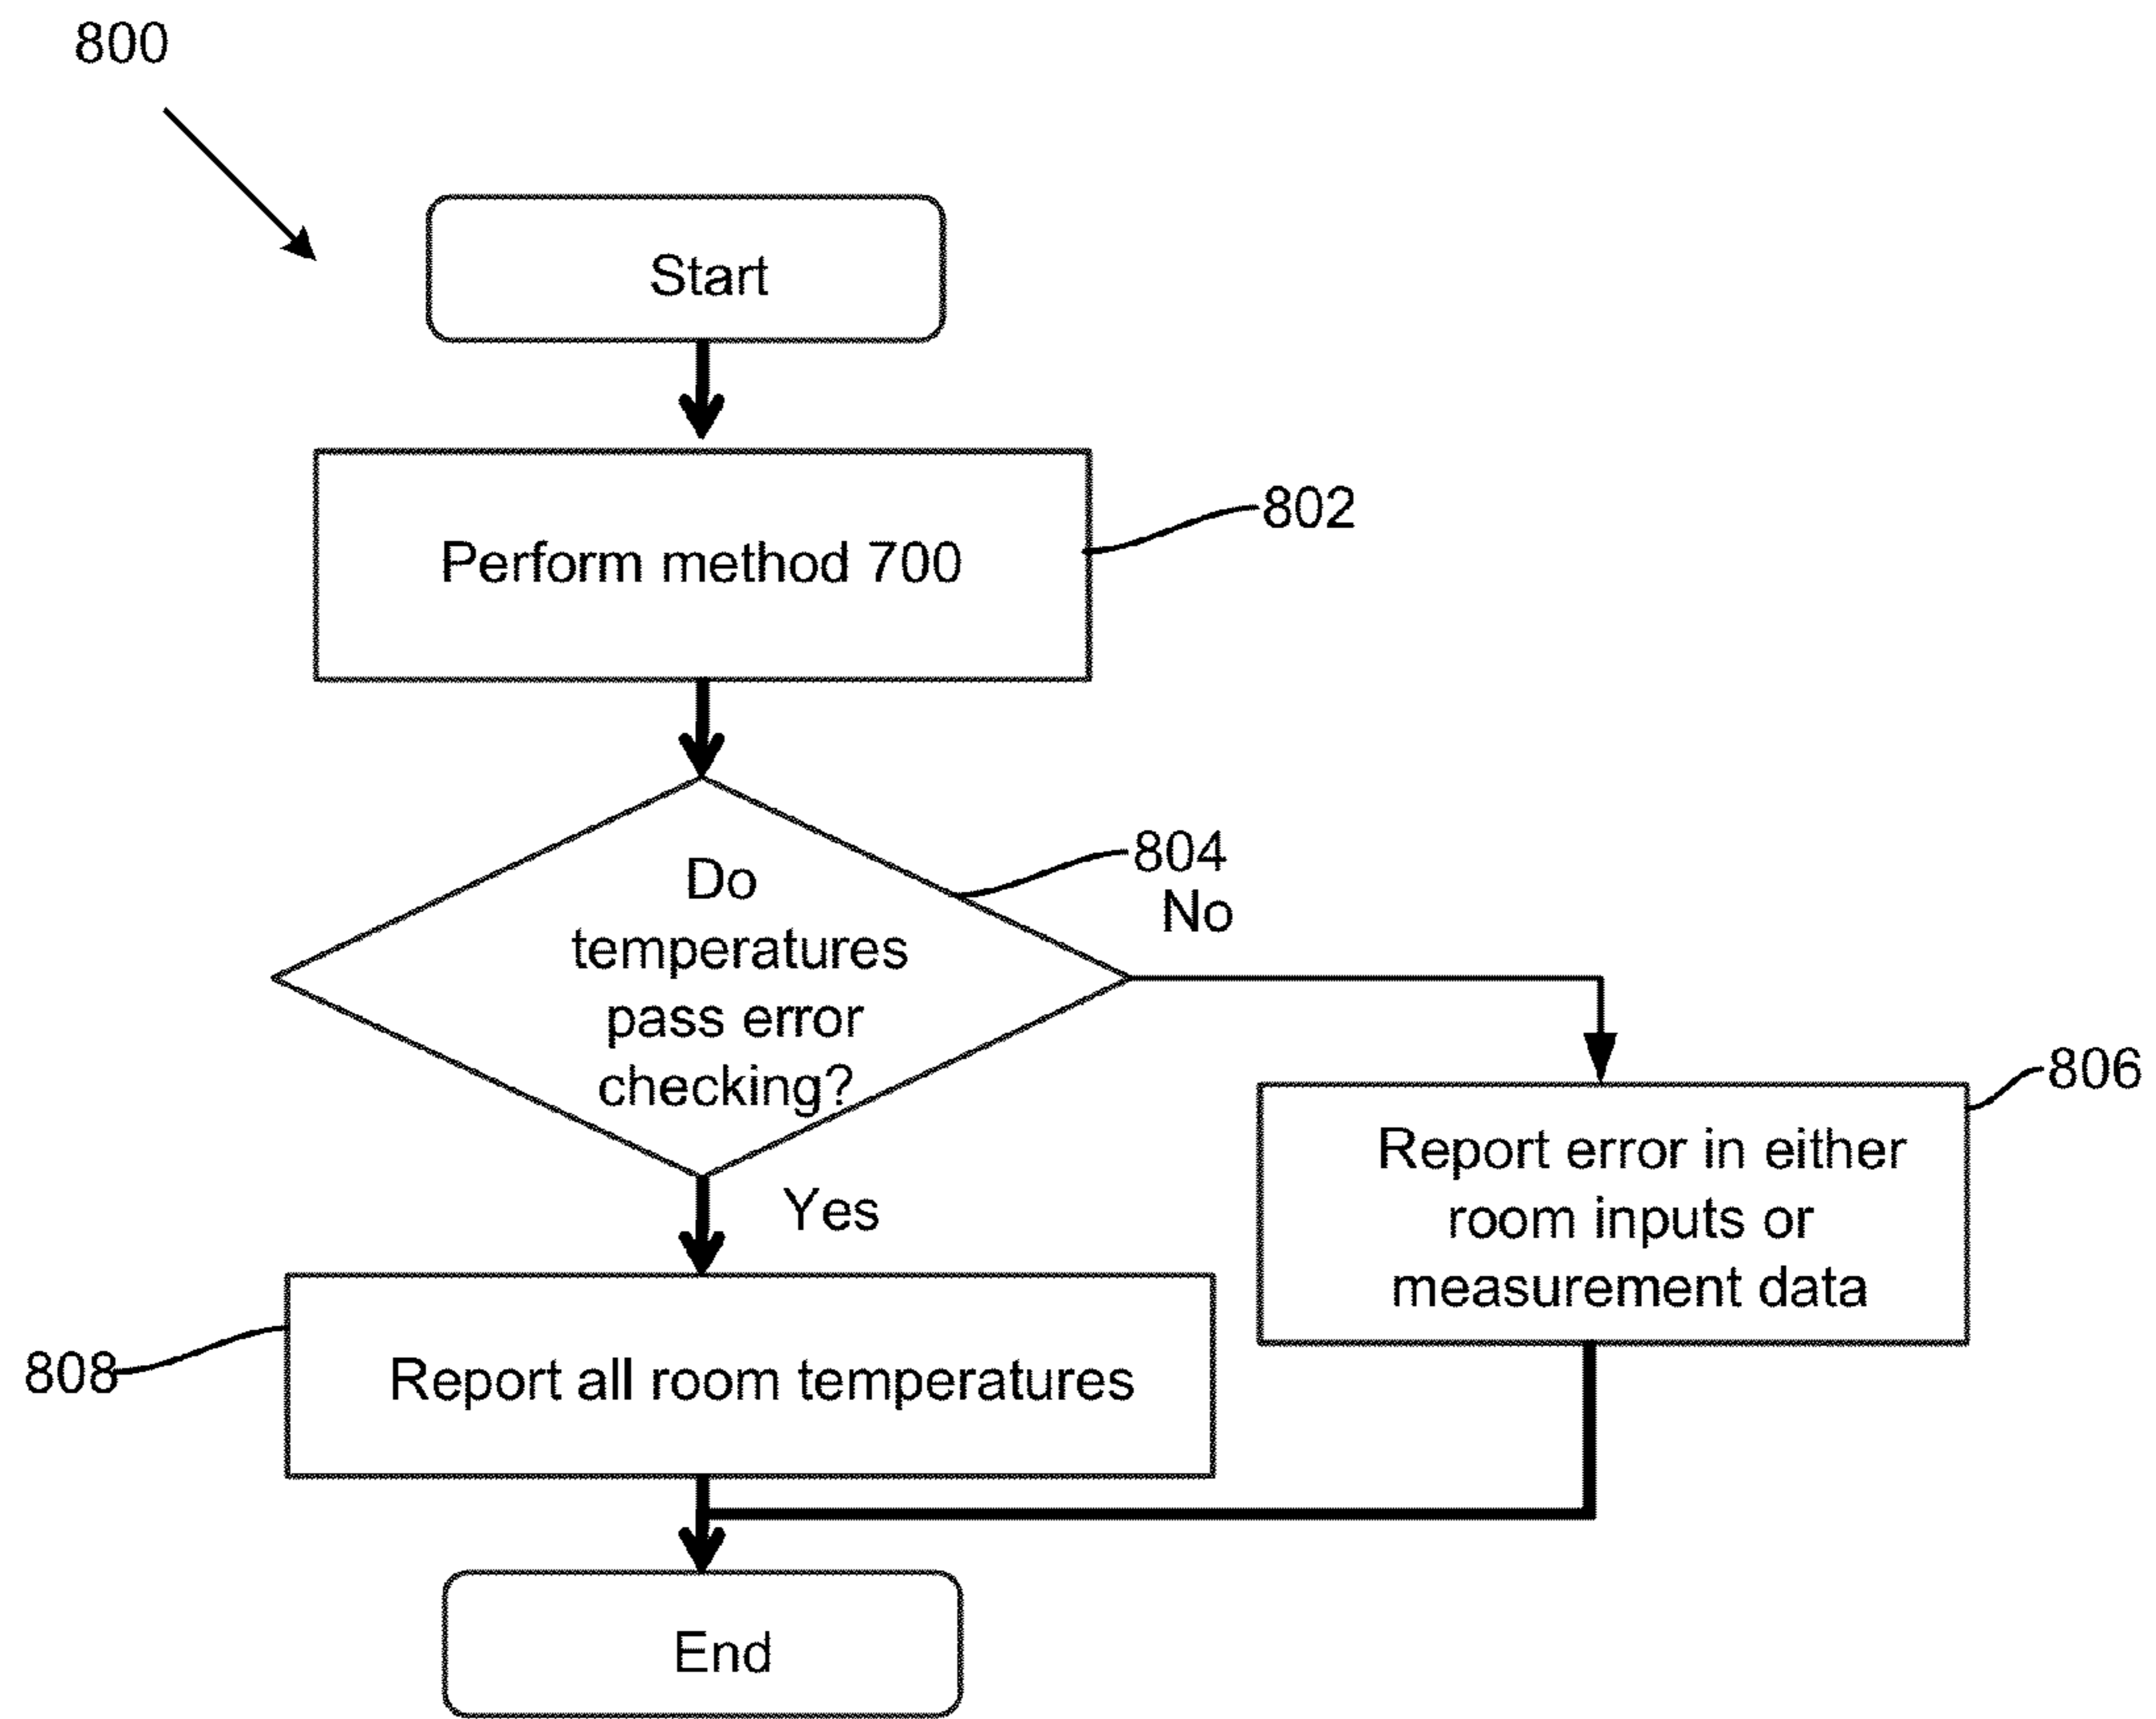 800
Start
Perform method 700
802
Do
temperatures
pass error
checking?
804
No
Yes
Report error in either
room inputs or
measurement data
806
Report all room temperatures
808
End